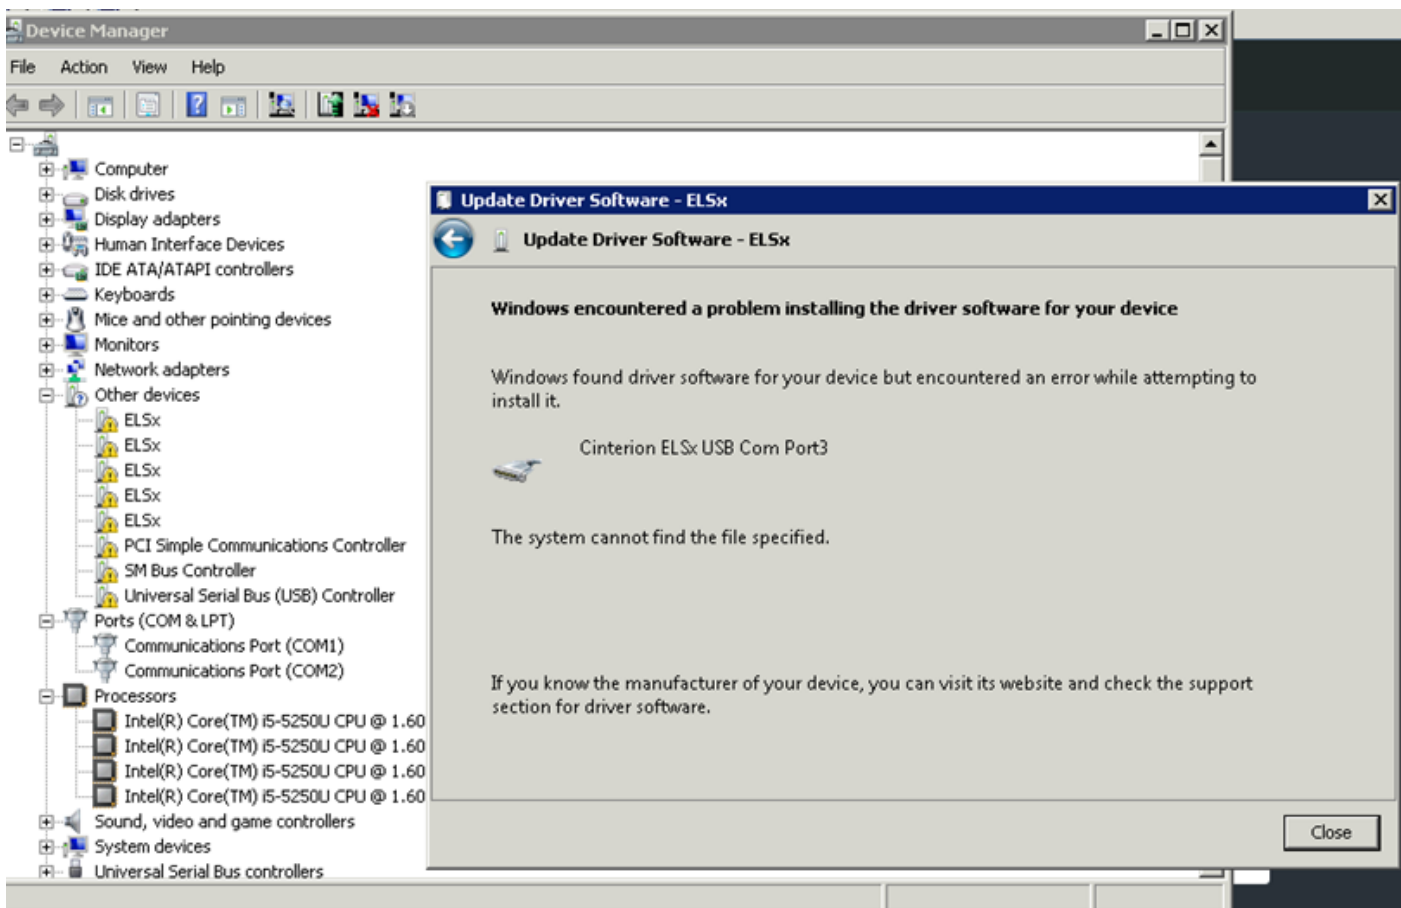 Device Manager
File Action View Help
Computer
Disk drives
Display adapters
Human Interface Devices
IDE ATA/ATAPI controllers
Keyboards
Mice and other pointing devices
Monitors
Network adapters
Other devices
ELSx
ELSx
ELSx
ELSx
ELSx
PCI Simple Communications Controller
SM Bus Controller
Universal Serial Bus (USB) Controller
Ports (COM & LPT)
Communications Port (COM1)
Communications Port (COM2)
Processors
Intel(R) Core(TM) i5-5250U CPU @ 1.60
Intel(R) Core(TM) i5-5250U CPU @ 1.60
Intel(R) Core(TM) i5-5250U CPU @ 1.60
Intel(R) Core(TM) i5-5250U CPU @ 1.60
Sound, video and game controllers
System devices
Universal Serial Bus controllers
Update Driver Software - ELSx
Update Driver Software - ELSx
Windows encountered a problem installing the driver software for your device
Windows found driver software for your device but encountered an error while attempting to
install it.
Cinterion ELSx USB Com Port3
The system cannot find the file specified.
If you know the manufacturer of your device, you can visit its website and check the support
section for driver software.
Close